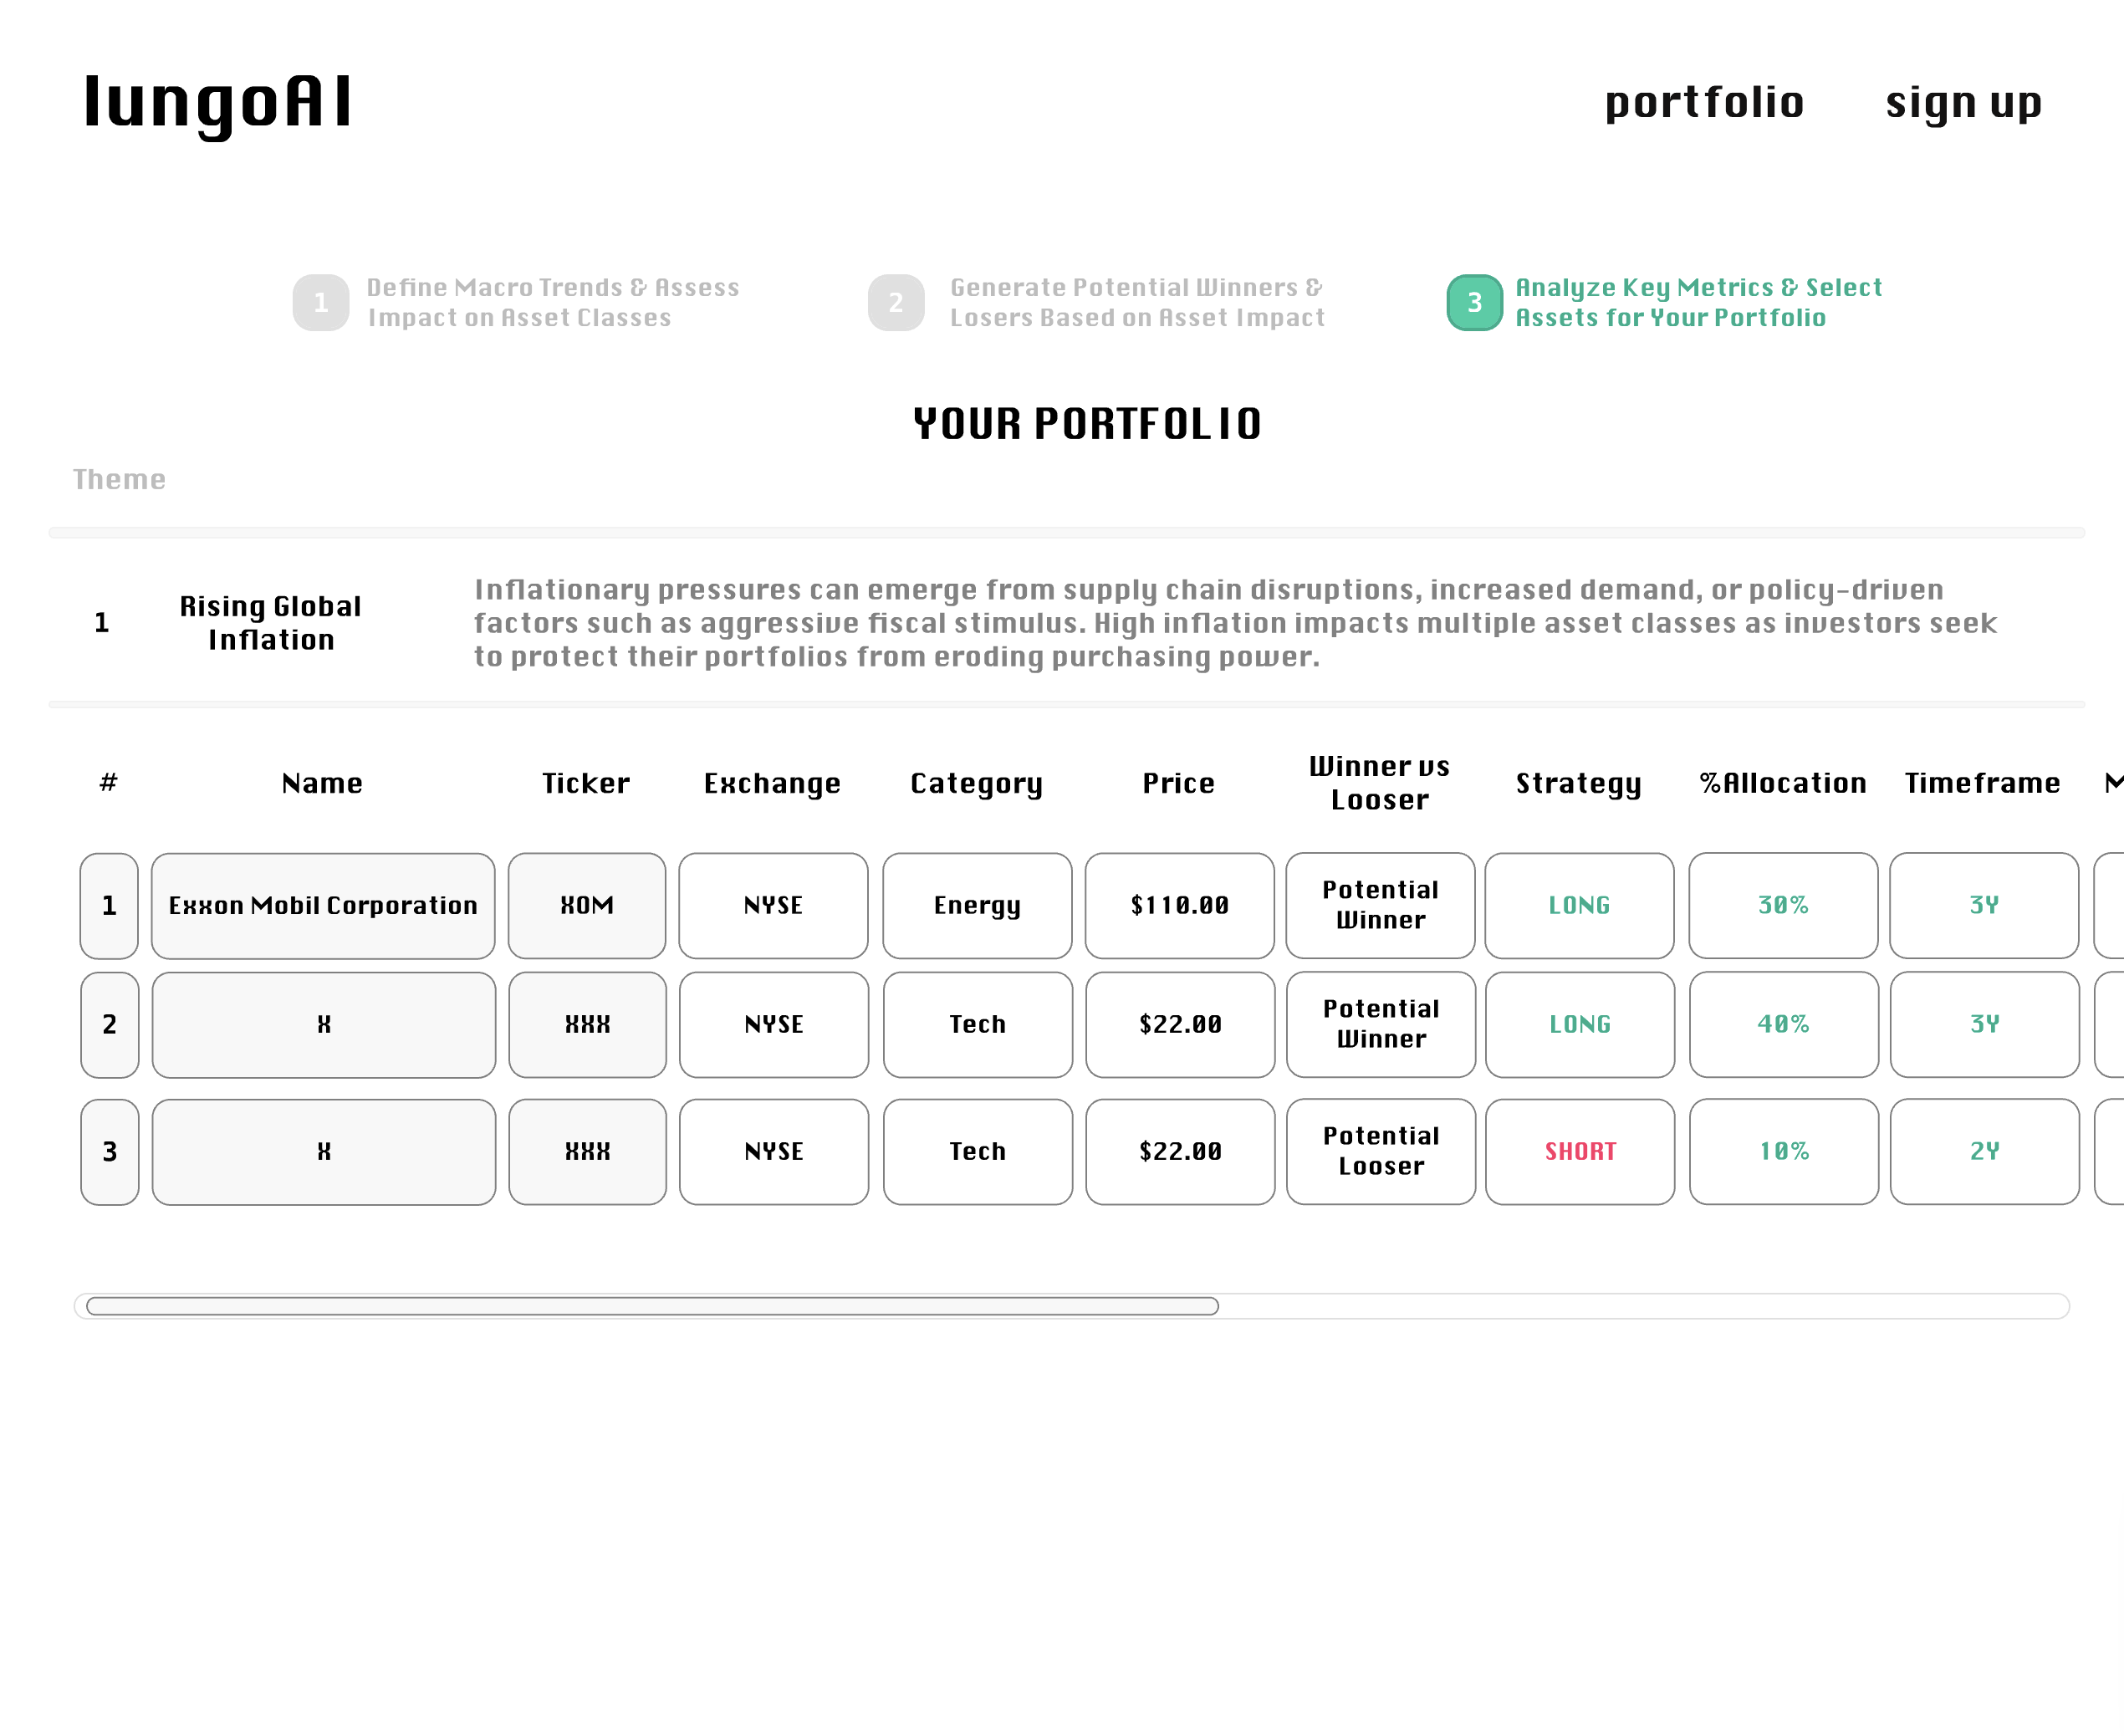 lungoAI
portfolio
sign up
1
Define Macro Trends & Assess
Impact on Asset Classes
2
Generate Potential Winners &
Losers Based on Asset Impact
3
Analyze Key Metrics & Select
Assets for Your Portfolio
YOUR PORTFOLIO
Theme
1
Rising Global
Inflation
Inflationary pressures can emerge from supply chain disruptions, increased demand, or policy-driven
factors such as aggressive fiscal stimulus. High inflation impacts multiple asset classes as investors seek
to protect their portfolios from eroding purchasing power.
#
Name
Ticker
Exchange
Category
Price
Winner vs
Looser
Strategy
%Allocation
Timeframe
1
Exxon Mobil Corporation
XOM
NYSE
Energy
$110.00
Potential
Winner
LONG
30%
3Y
2
X
XXX
NYSE
Tech
$22.00
Potential
Winner
LONG
40%
3Y
3
X
XXX
NYSE
Tech
$22.00
Potential
Looser
SHORT
10%
2Y